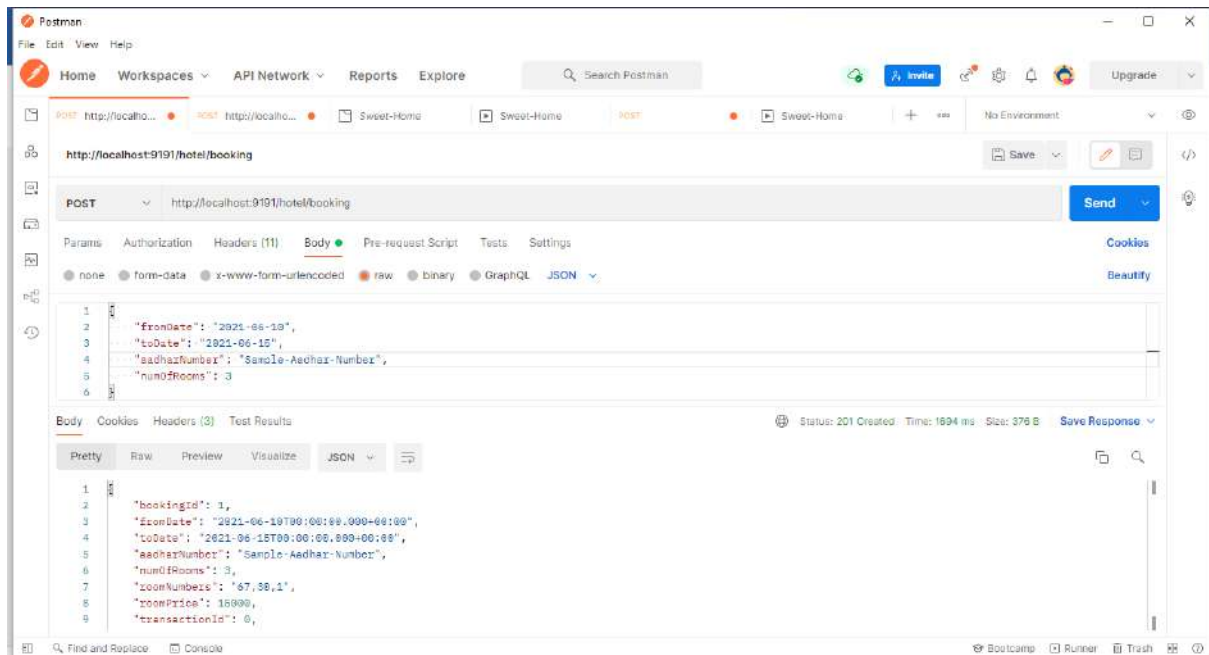 Postman
File Edit View Help
Home Workspaces API Network Reports Explore Search Postman Invite Upgrade
POST http://localho... POST http://localho... Sweet-Home Sweet-Home POST Sweet-Home No Environment
http://localhost:9191/hotel/booking Save
POST http://localhost:9191/hotel/booking Send
Params Authorization Headers (11) Body Pre-request Script Tests Settings Cookies
none form-data x-www-form-urlencoded raw binary GraphQL JSON Beautify
1 {
2 "fromDate": "2021-06-10",
3 "toDate": "2021-06-15",
4 "aadharNumber": "Sample-Aadhar-Number",
5 "numOfRooms": 3
6 }
Body Cookies Headers (3) Test Results Status: 201 Created Time: 1694 ms Size: 376 B Save Response
Pretty Raw Preview Visualize JSON
1 {
2 "bookingId": 1,
3 "fromDate": "2021-06-10T00:00:00.000+00:00",
4 "toDate": "2021-06-15T00:00:00.000+00:00",
5 "aadharNumber": "Sample-Aadhar-Number",
6 "numOfRooms": 3,
7 "roomNumbers": "67,38,1",
8 "roomPrice": 15000,
9 "transactionId": 0,
Find and Replace Console Bootcamp Runner Trash